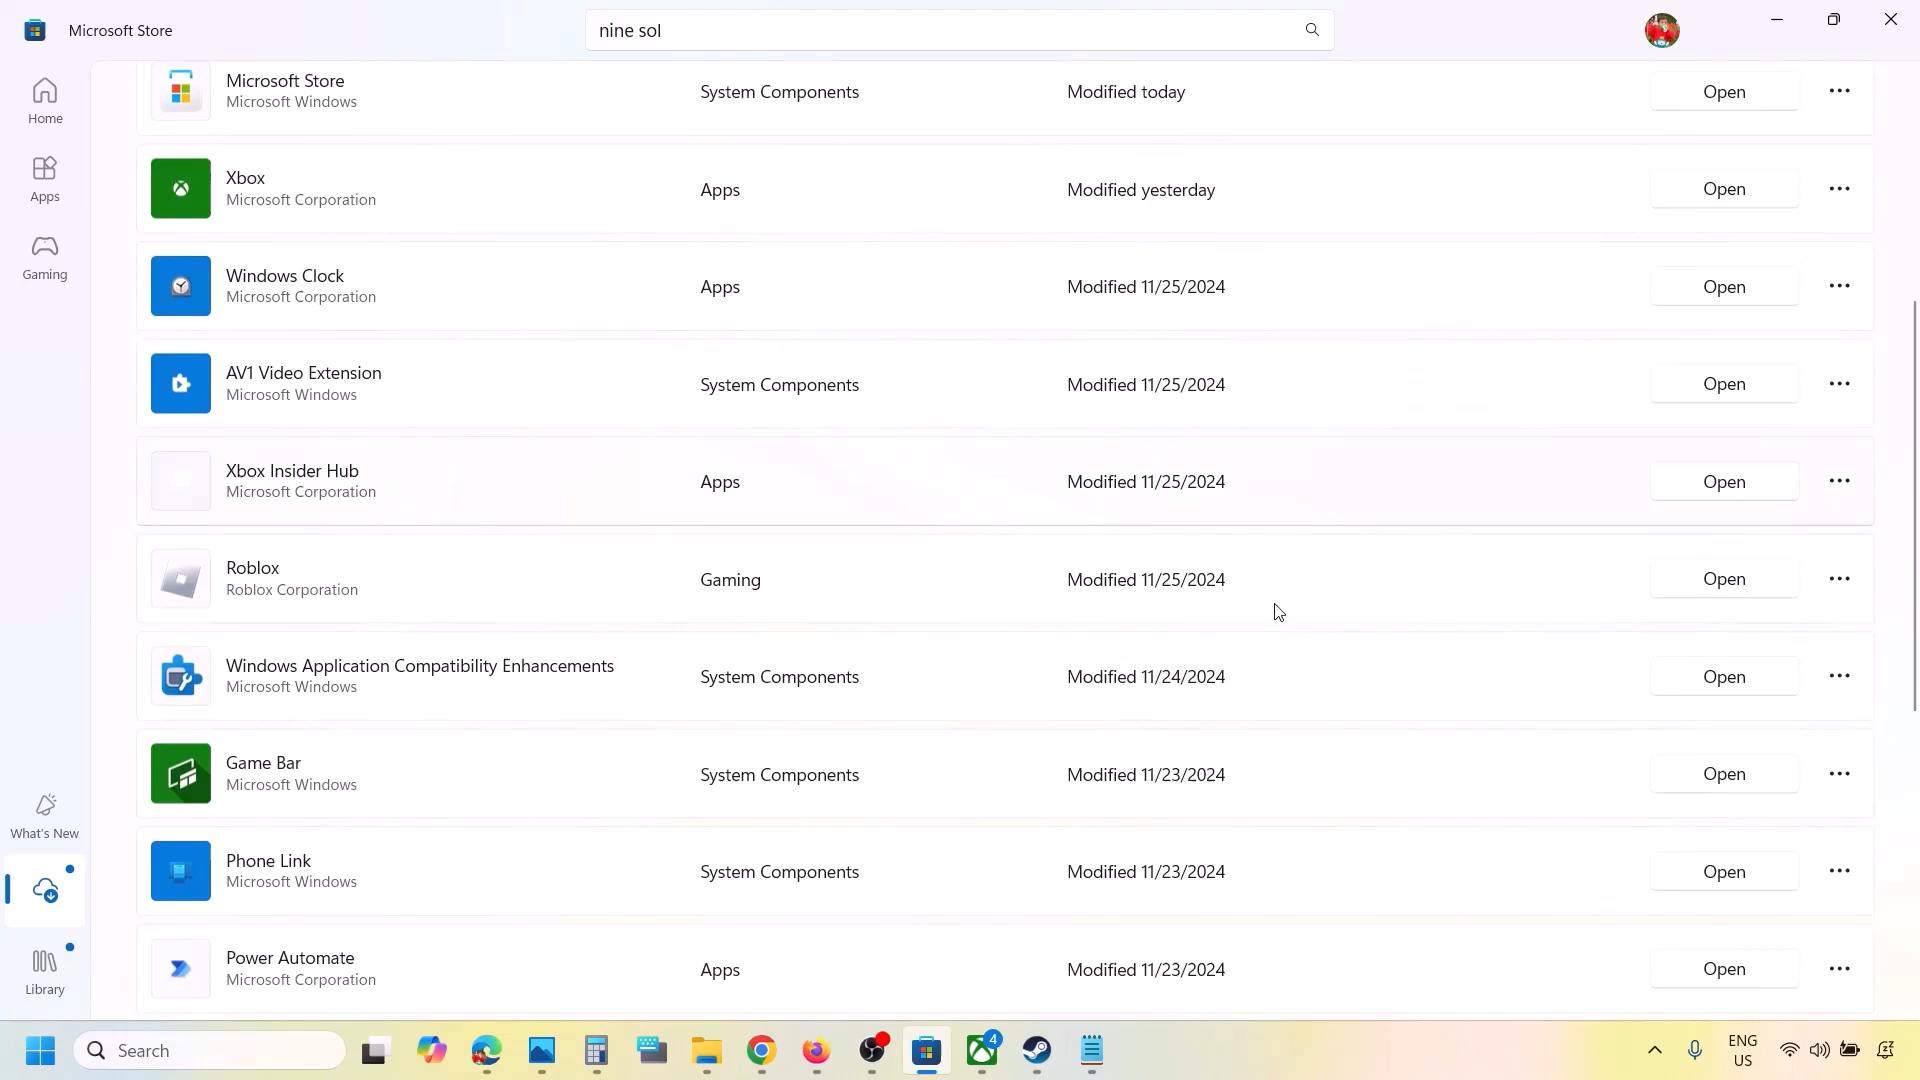 Microsoft Store
nine sol
Home
Apps
Gaming
What's New
Library
Microsoft Store
Microsoft Windows
System Components
Modified today
Open
Xbox
Microsoft Corporation
Apps
Modified yesterday
Open
Windows Clock
Microsoft Corporation
Apps
Modified 11/25/2024
Open
AV1 Video Extension
Microsoft Windows
System Components
Modified 11/25/2024
Open
Xbox Insider Hub
Microsoft Corporation
Apps
Modified 11/25/2024
Open
Roblox
Roblox Corporation
Gaming
Modified 11/25/2024
Open
Windows Application Compatibility Enhancements
Microsoft Windows
System Components
Modified 11/24/2024
Open
Game Bar
Microsoft Windows
System Components
Modified 11/23/2024
Open
Phone Link
Microsoft Windows
System Components
Modified 11/23/2024
Open
Power Automate
Microsoft Corporation
Apps
Modified 11/23/2024
Open
Search
4
ENG
US